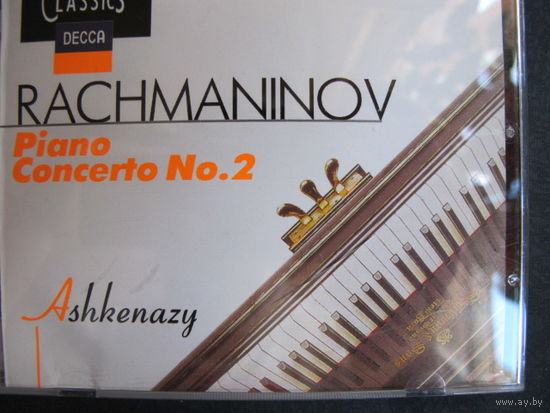 CLASSICS
DECCA
RACHMANINOV
Piano
Concerto No.2
Ashkenazy
www.ay.by